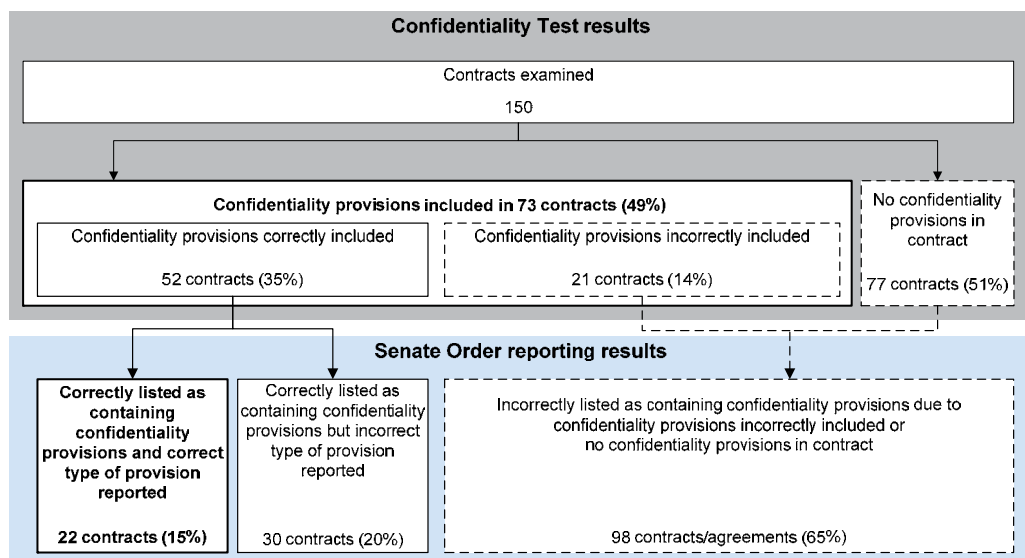 Confidentiality Test results
Contracts examined
150
Confidentiality provisions included in 73 contracts (49%)
Confidentiality provisions correctly included
52 contracts (35%)
Confidentiality provisions incorrectly included
21 contracts (14%)
No confidentiality
provisions in
contract
77 contracts (51%)
Senate Order reporting results
Correctly listed as
containing
confidentiality
provisions and correct
type of provision
reported
22 contracts (15%)
Correctly listed as
containing confidentiality
provisions but incorrect
type of provision
reported
30 contracts (20%)
Incorrectly listed as containing confidentiality provisions due to
confidentiality provisions incorrectly included or
no confidentiality provisions in contract
98 contracts/agreements (65%)